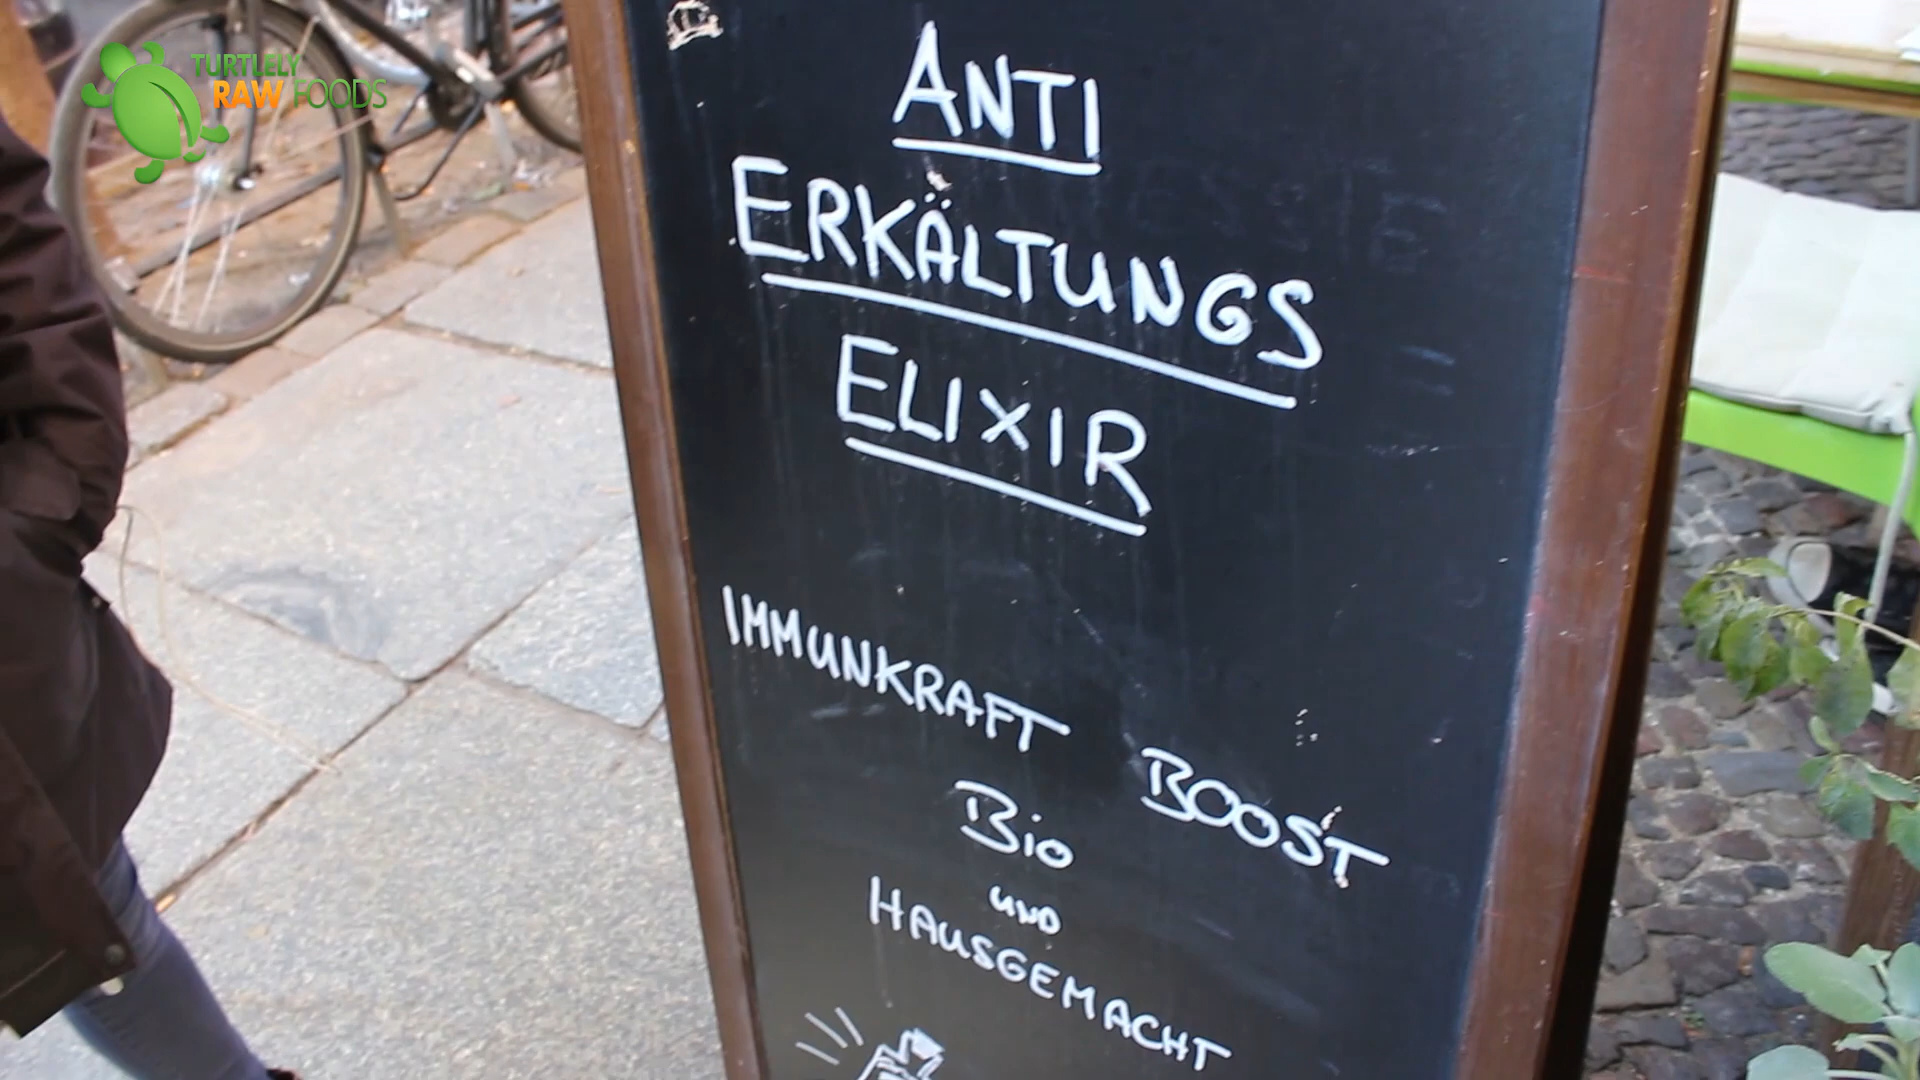 TURTLELY
RAW FOODS
ANTI
ERKÄLTUNGS
ELIXIR
IMMUNKRAFT BOOST
Bio
UND
HAUSGEMACHT